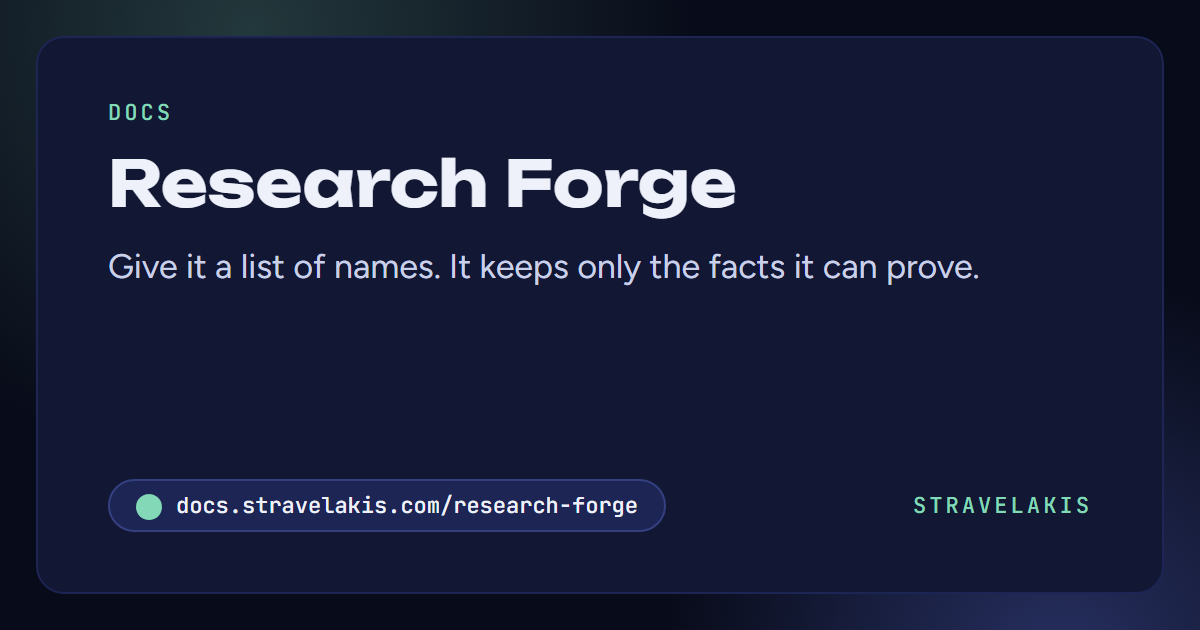 DOCS
Research Forge
Give it a list of names. It keeps only the facts it can prove.
docs.stravelakis.com/research-forge
STRAVELAKIS